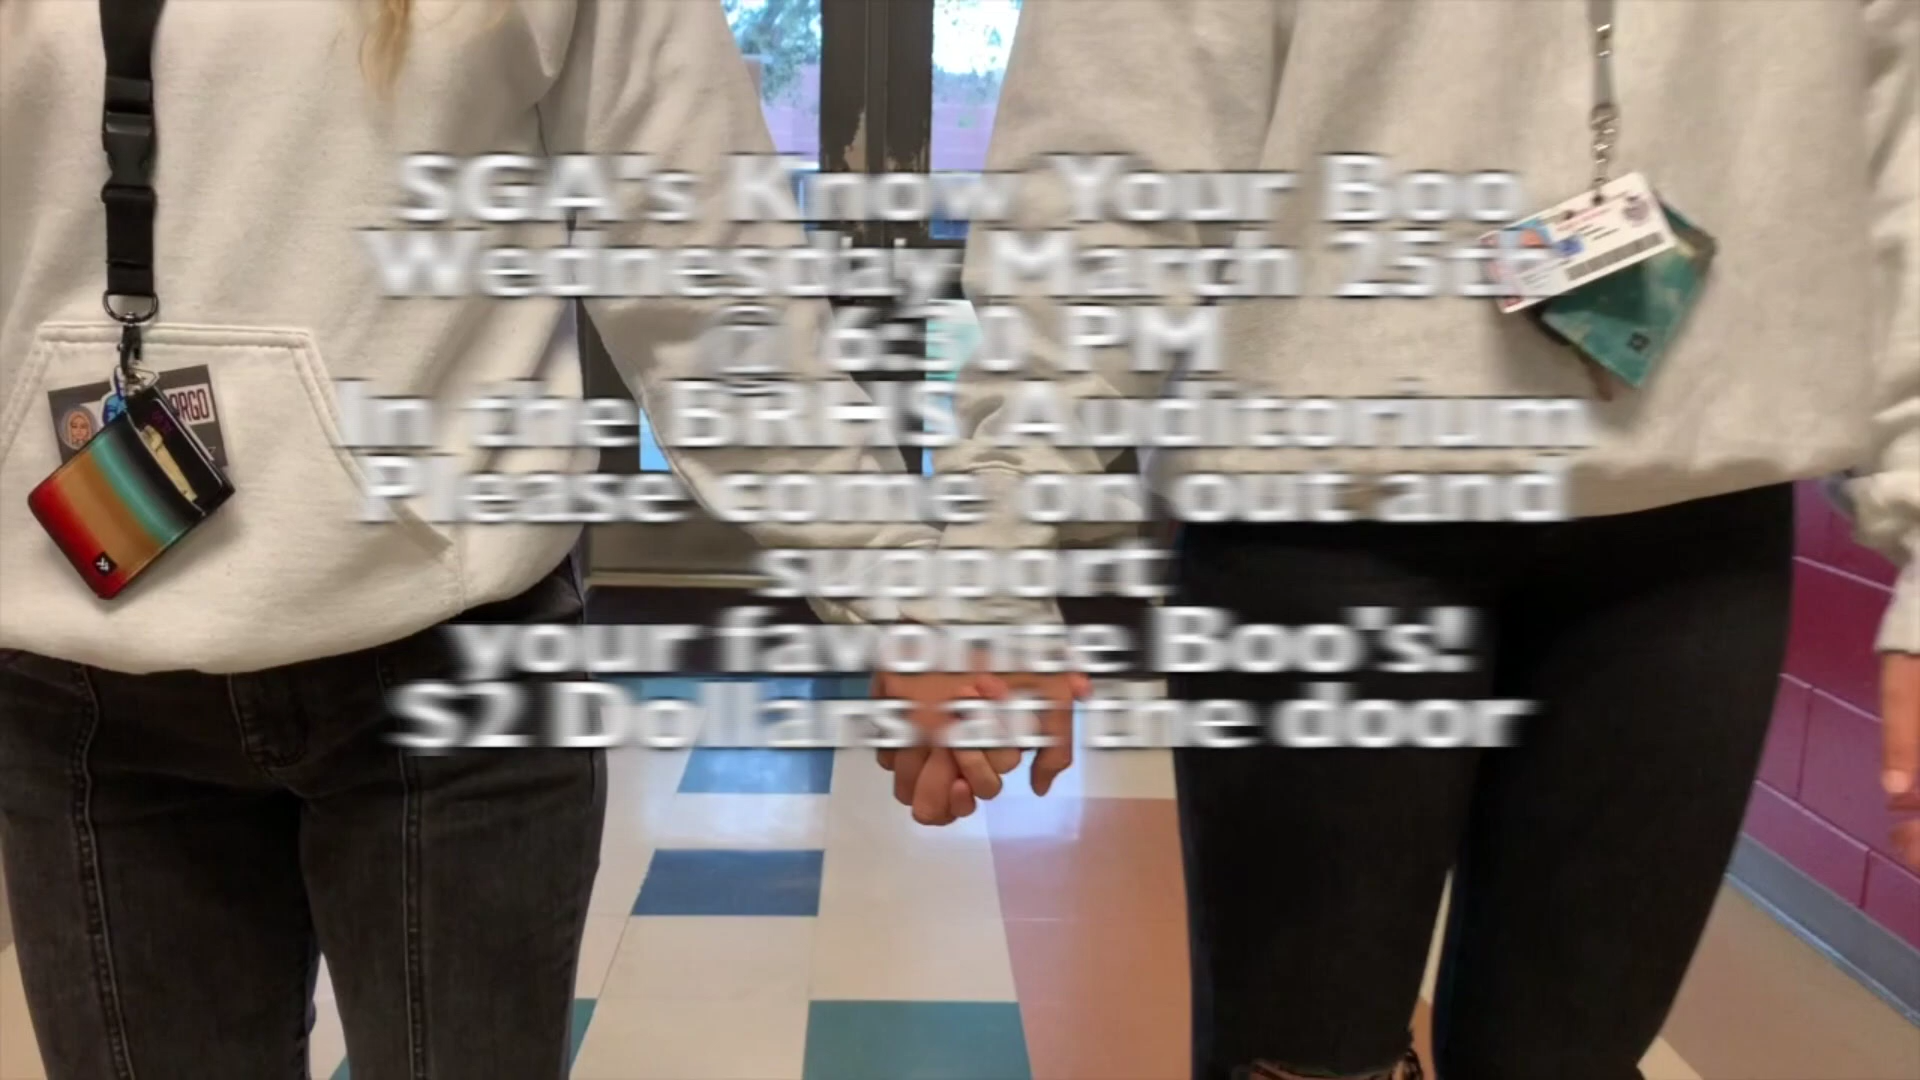 SGA's Know Your Boo
Wednesday March 25th
@ 6:30 PM
In the BRHS Auditorium
Please come on out and
support
your favorite Boo's!
$2 Dollars at the door